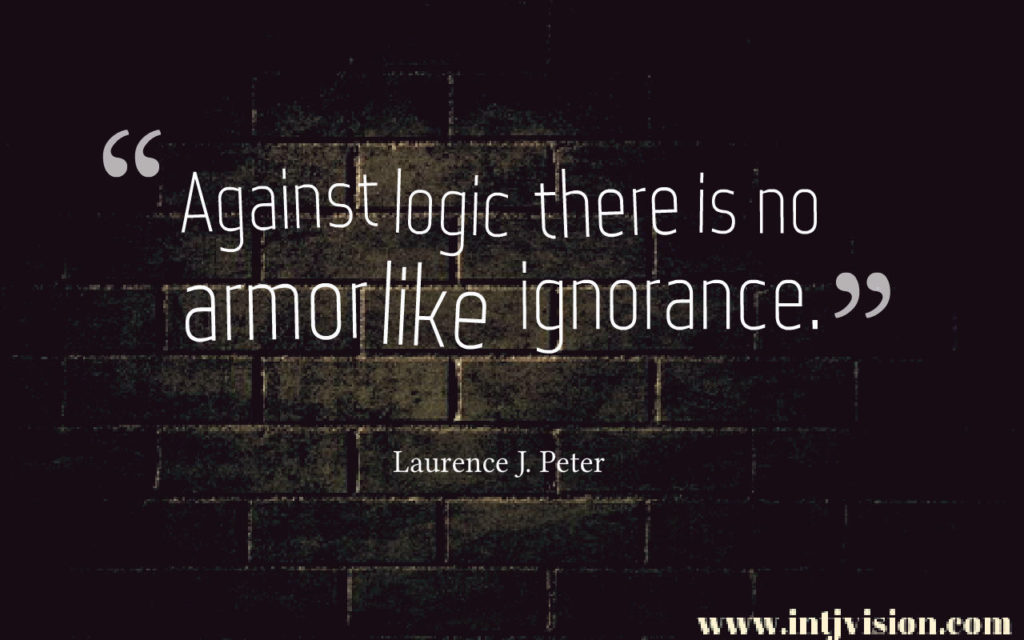 “Against logic there is no
armor like ignorance.”
Laurence J. Peter
www.intjvision.com